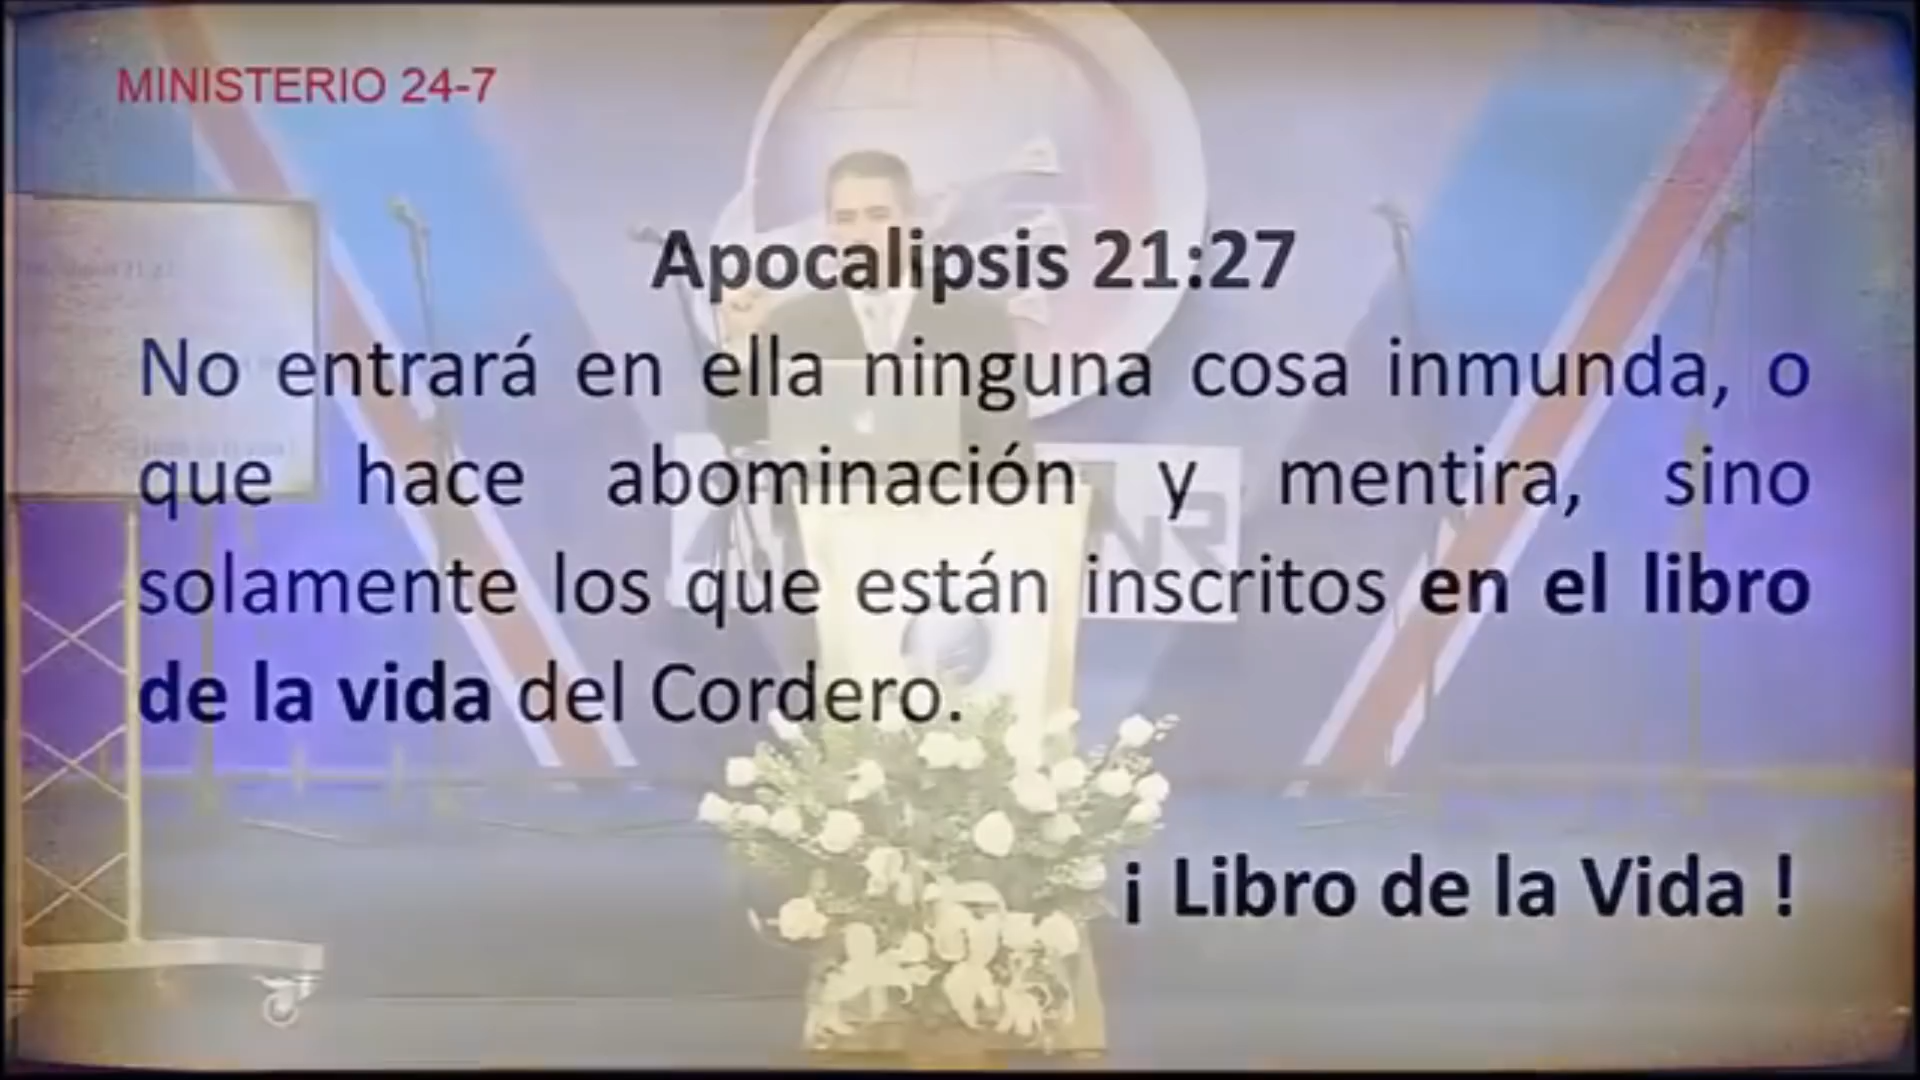 MINISTERIO 24-7
Apocalipsis 21:27
No entrará en ella ninguna cosa inmunda, o
que hace abominación y mentira, sino
solamente los que están inscritos en el libro
de la vida del Cordero.
¡ Libro de la Vida !